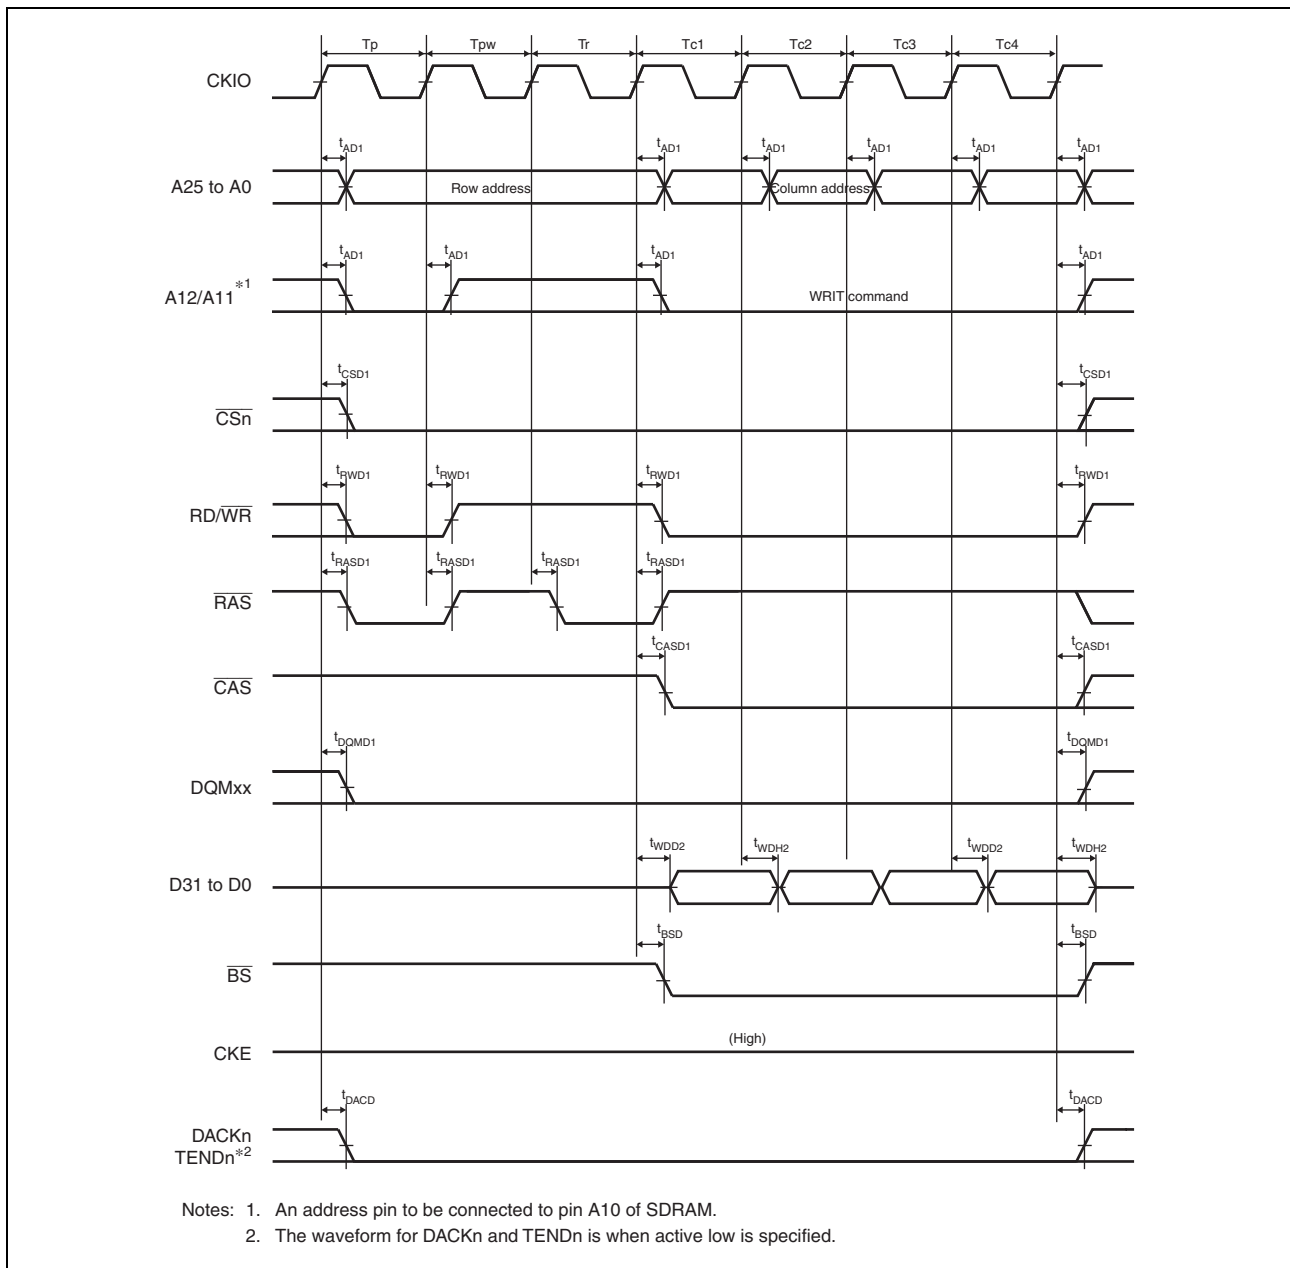 Tp Tpw Tr Tc1 Tc2 Tc3 Tc4
CKIO
tAD1 tAD1 tAD1 tAD1 tAD1 tAD1
A25 to A0 Row address Column address
tAD1 tAD1 tAD1 tAD1
A12/A11*1 WRIT command
tCSD1 tCSD1
CSn
tRWD1 tRWD1 tRWD1 tRWD1
RD/WR
tRASD1 tRASD1 tRASD1 tRASD1
RAS
tCASD1 tCASD1
CAS
tDQMD1 tDQMD1
DQMxx
tWDD2 tWDH2 tWDD2 tWDH2
D31 to D0
tBSD tBSD
BS
(High)
CKE
tDACD tDACD
DACKn
TENDn*2
Notes: 1. An address pin to be connected to pin A10 of SDRAM.
2. The waveform for DACKn and TENDn is when active low is specified.